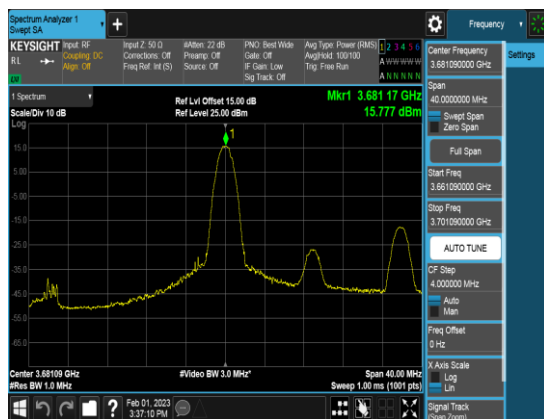 Spectrum Analyzer 1
Swept SA
+
Frequency
KEYSIGHT
Input: RF
Input Z: 50 Ω
#Atten: 22 dB
PNO: Best Wide
Avg Type: Power (RMS)
1 2 3 4 5 6
RL
Coupling: DC
Corrections: Off
Preamp: Off
Gate: Off
Avg|Hold: 100/100
A W W W W W
Align: Off
Freq Ref: Int (S)
Source: Off
IF Gain: Low
Trig: Free Run
Sig Track: Off
A N N N N N
1 Spectrum
Scale/Div 10 dB
Ref Lvl Offset 15.00 dB
Ref Level 25.00 dBm
Mkr1 3.681 17 GHz
15.777 dBm
Log
1
15.0
5.00
-5.00
-15.0
-25.0
-35.0
-45.0
-55.0
-65.0
Center 3.68109 GHz
#Video BW 3.0 MHz*
Span 40.00 MHz
#Res BW 1.0 MHz
Sweep 1.00 ms (1001 pts)
Center Frequency
3.681090000 GHz
Span
40.0000000 MHz
Swept Span
Zero Span
Full Span
Start Freq
3.661090000 GHz
Stop Freq
3.701090000 GHz
AUTO TUNE
CF Step
4.000000 MHz
Auto
Man
Freq Offset
0 Hz
X Axis Scale
Log
Lin
Signal Track
(Span Zoom)
Settings
Feb 01, 2023
3:37:10 PM
?